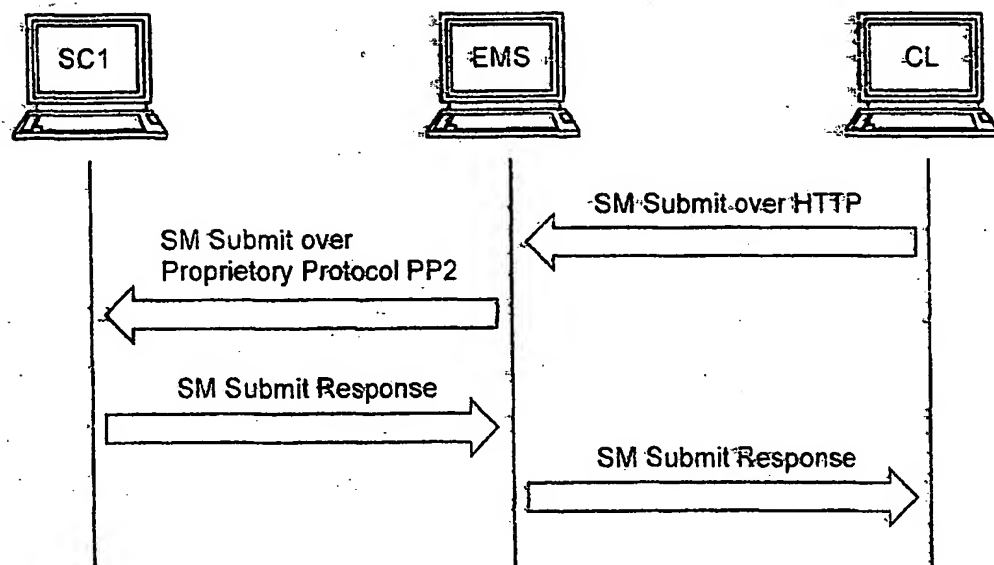 SC1
EMS
CL
SM Submit over HTTP
SM Submit over
Proprietory Protocol PP2
SM Submit Response
SM Submit Response